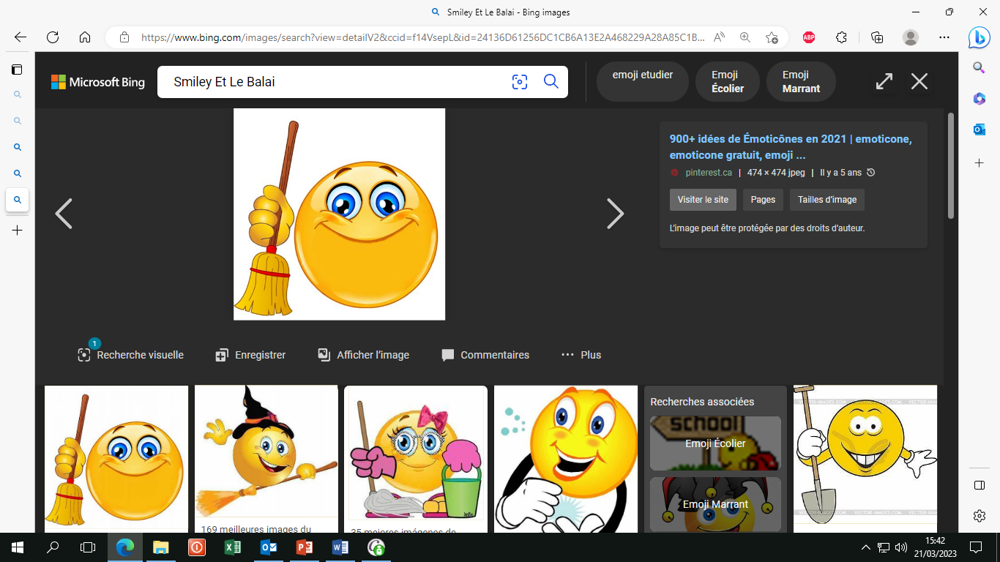 Smiley Et Le Balai - Bing images
https://www.bing.com/images/search?view=detailV2&ccid=f14VsepL&id=24136D61256DC1CB6A13E2A468229A28A85C1B...
ABP
Microsoft Bing
Smiley Et Le Balai
emoji etudier
Emoji
Écolier
Emoji
Marrant
900+ idées de Émoticônes en 2021 | emoticone,
emoticone gratuit, emoji ...
pinterest.ca | 474 × 474 jpeg | Il y a 5 ans
Visiter le site
Pages
Tailles d'image
L'image peut être protégée par des droits d'auteur.
1
Recherche visuelle
Enregistrer
Afficher l'image
Commentaires
Plus
169 meilleures images du
35 mejores imágenes de
Recherches associées
school
Emoji Écolier
Emoji Marrant
15:42
21/03/2023